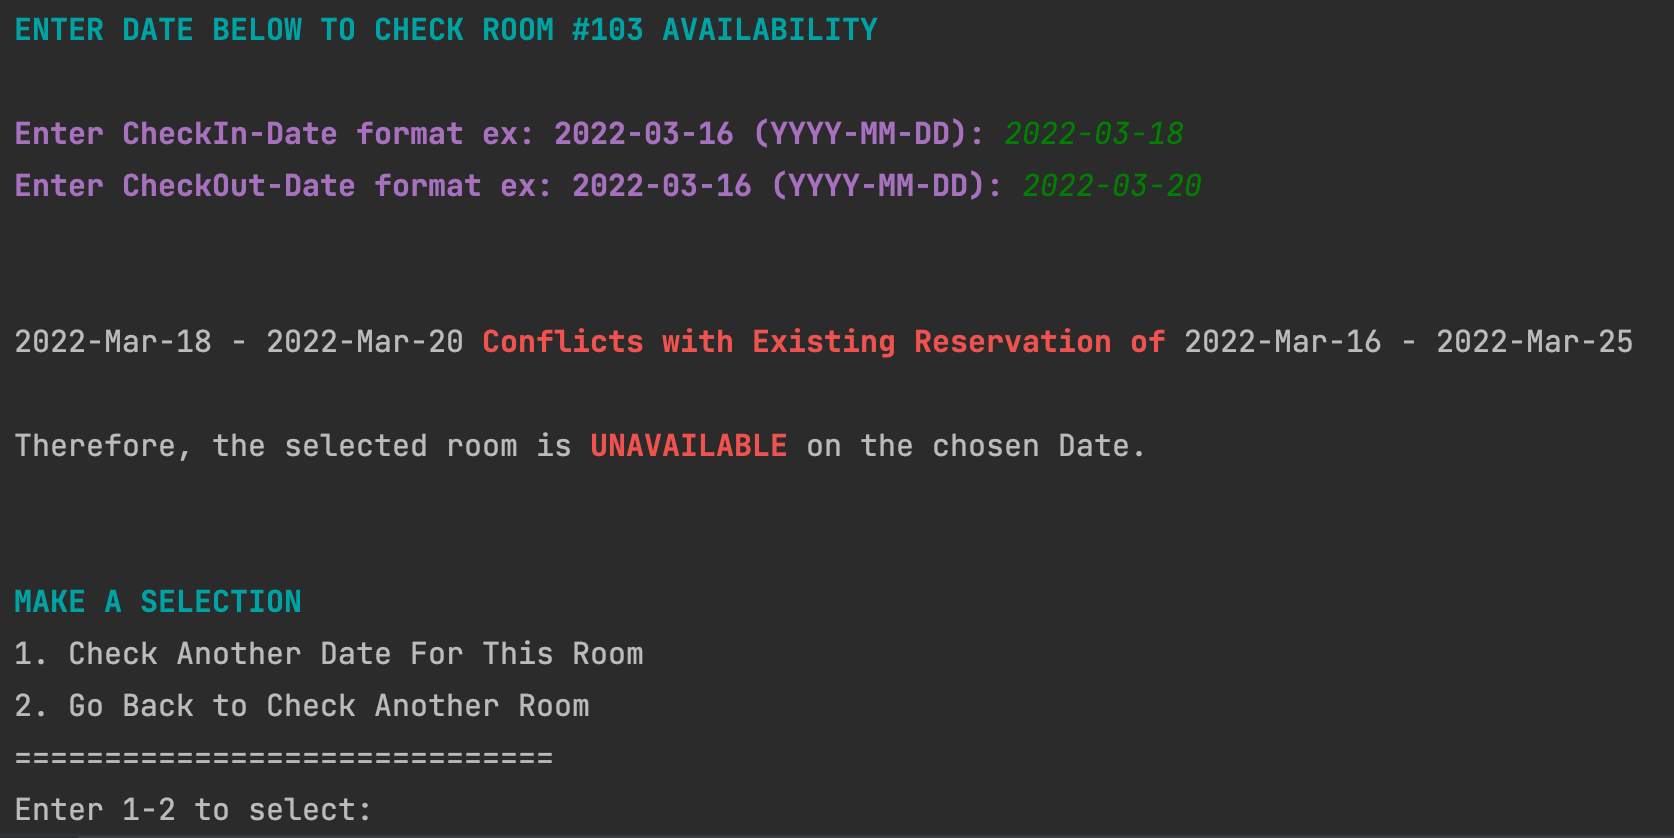 ENTER DATE BELOW TO CHECK ROOM #103 AVAILABILITY
Enter CheckIn-Date format ex: 2022-03-16 (YYYY-MM-DD): 2022-03-18
Enter CheckOut-Date format ex: 2022-03-16 (YYYY-MM-DD): 2022-03-20
2022-Mar-18 - 2022-Mar-20 Conflicts with Existing Reservation of 2022-Mar-16 - 2022-Mar-25
Therefore, the selected room is UNAVAILABLE on the chosen Date.
MAKE A SELECTION
1. Check Another Date For This Room
2. Go Back to Check Another Room
==============================
Enter 1-2 to select: